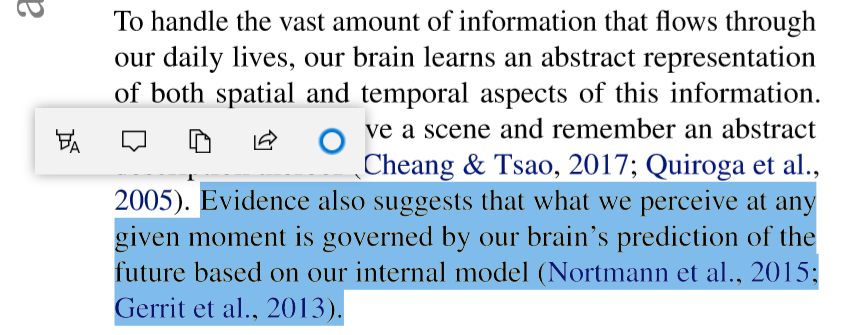 To handle the vast amount of information that flows through
our daily lives, our brain learns an abstract representation
of both spatial and temporal aspects of this information.
ve a scene and remember an abstract
(Cheang & Tsao, 2017; Quiroga et al.,
2005). Evidence also suggests that what we perceive at any
given moment is governed by our brain’s prediction of the
future based on our internal model (Nortmann et al., 2015;
Gerrit et al., 2013).